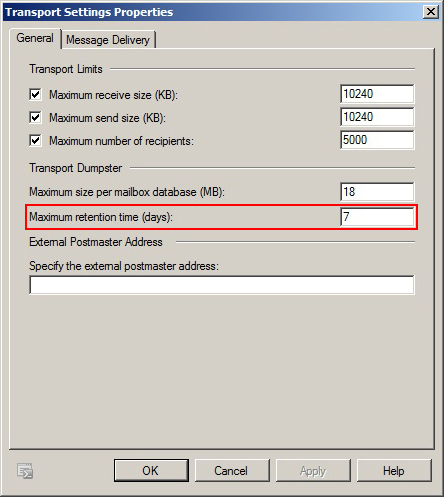 Transport Settings Properties
General Message Delivery
Transport Limits
Maximum receive size (KB): 10240
Maximum send size (KB): 10240
Maximum number of recipients: 5000
Transport Dumpster
Maximum size per mailbox database (MB): 18
Maximum retention time (days): 7
External Postmaster Address
Specify the external postmaster address:
OK Cancel Apply Help